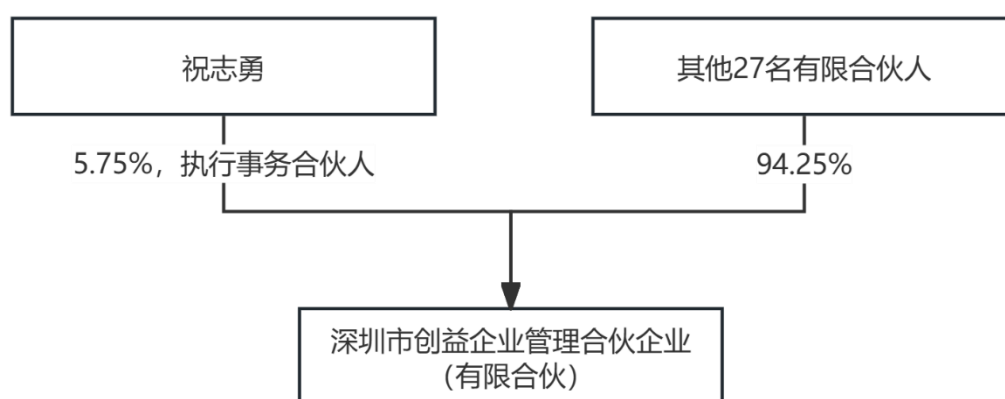 祝志勇
其他27名有限合伙人
5.75%，执行事务合伙人
94.25%
深圳市创益企业管理合伙企业
（有限合伙）